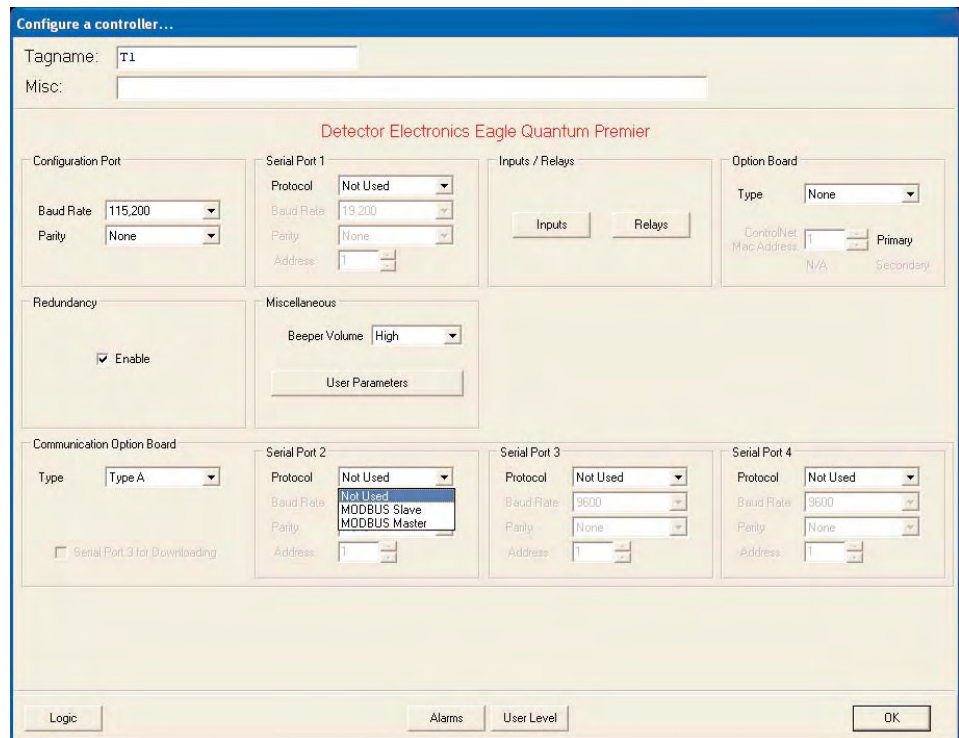 Configure a controller...
Tagname: T1
Misc:
Detector Electronics Eagle Quantum Premier
Configuration Port
Baud Rate 115,200
Parity None
Serial Port 1
Protocol Not Used
Baud Rate 19,200
Parity None
Address 1
Inputs / Relays
Inputs Relays
Option Board
Type None
ControlNet
Mac Address 1 Primary
N/A Secondary
Redundancy
Enable
Miscellaneous
Beeper Volume High
User Parameters
Communication Option Board
Type Type A
Serial Port 3 for Downloading
Serial Port 2
Protocol Not Used
Not Used
MODBUS Slave
MODBUS Master
Baud Rate
Parity
Address 1
Serial Port 3
Protocol Not Used
Baud Rate 9600
Parity None
Address 1
Serial Port 4
Protocol Not Used
Baud Rate 9600
Parity None
Address 1
Logic Alarms User Level OK